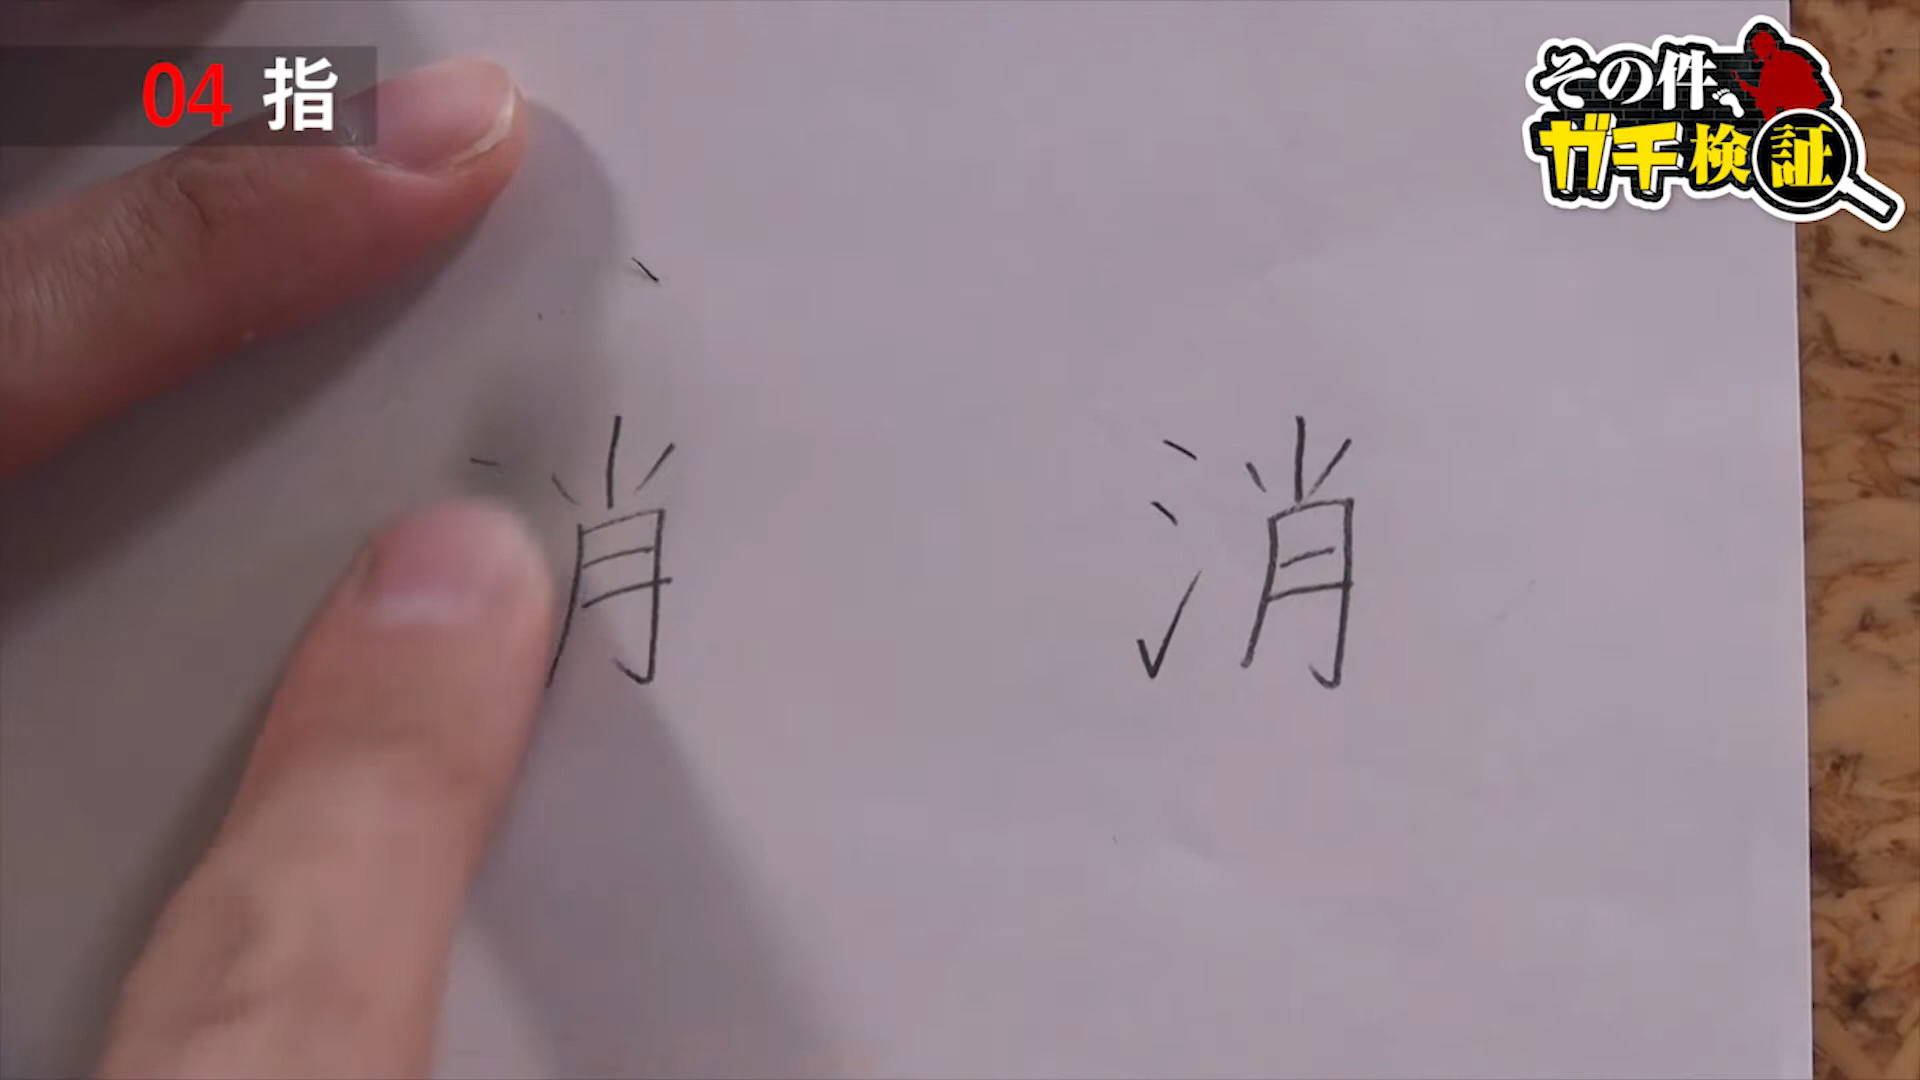 04 指
その件、
ガチ検証
消 消